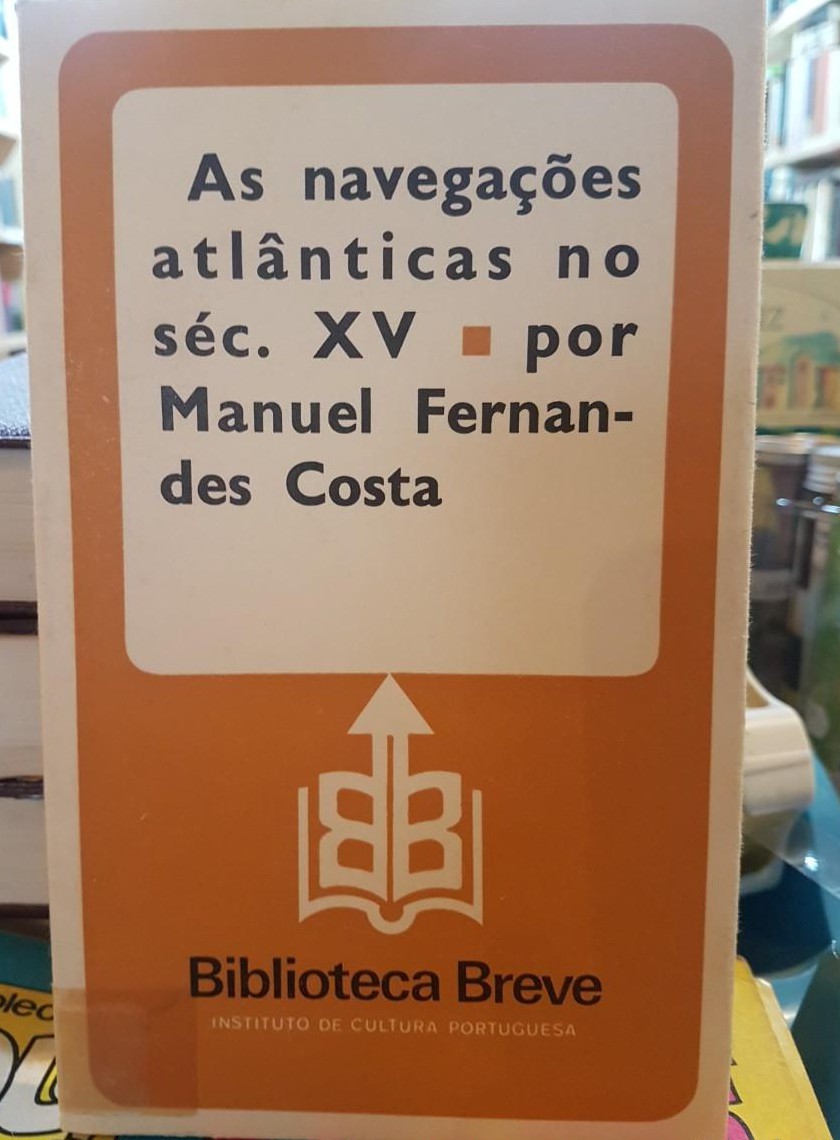 As navegações
atlânticas no
séc. XV ▪ por
Manuel Fernan-
des Costa
BB
Biblioteca Breve
INSTITUTO DE CULTURA PORTUGUESA